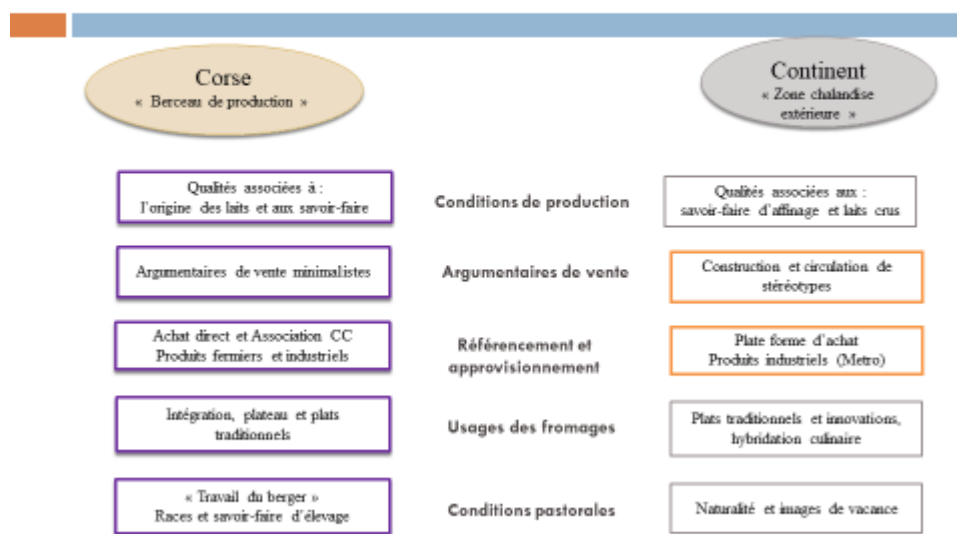 Corse
« Berceau de production »
Continent
« Zone chalandise
extérieure »
Qualités associées à :
l'origine des laits et aux savoir-faire
Conditions de production
Qualités associées aux :
savoir-faire d'affinage et laits crus
Argumentaires de vente minimalistes
Argumentaires de vente
Construction et circulation de
stéréotypes
Achat direct et Association CC
Produits fermiers et industriels
Référencement et
approvisionnement
Plate forme d'achat
Produits industriels (Metro)
Intégration, plateau et plats
traditionnels
Usages des fromages
Plats traditionnels et innovations,
hybridation culinaire
« Travail du berger »
Races et savoir-faire d'élevage
Conditions pastorales
Naturalité et images de vacance